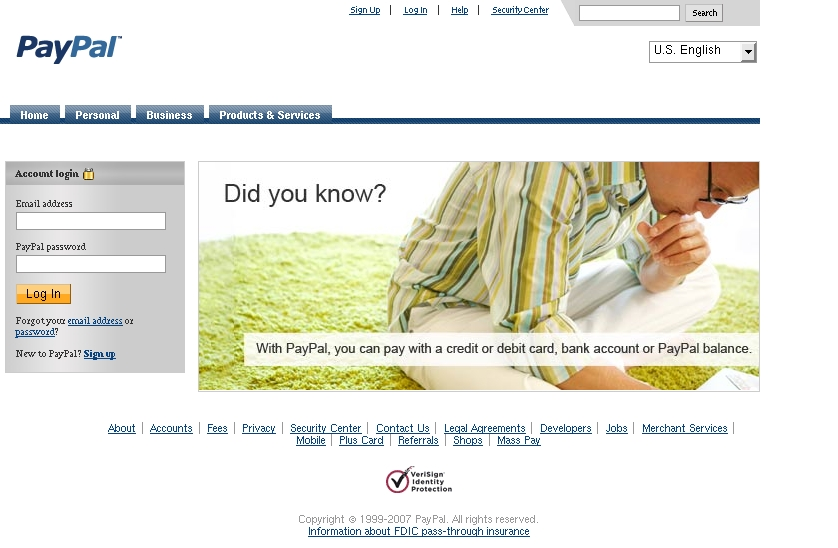 Sign Up | Log In | Help | Security Center
Search
PayPal™
U.S. English
Home Personal Business Products & Services
Account login
Email address
PayPal password
Log In
Forgot your email address or
password?
New to PayPal? Sign up
Did you know?
With PayPal, you can pay with a credit or debit card, bank account or PayPal balance.
About | Accounts | Fees | Privacy | Security Center | Contact Us | Legal Agreements | Developers | Jobs | Merchant Services |
Mobile | Plus Card | Referrals | Shops | Mass Pay
VeriSign
Identity
Protection
Copyright © 1999-2007 PayPal. All rights reserved.
Information about FDIC pass-through insurance